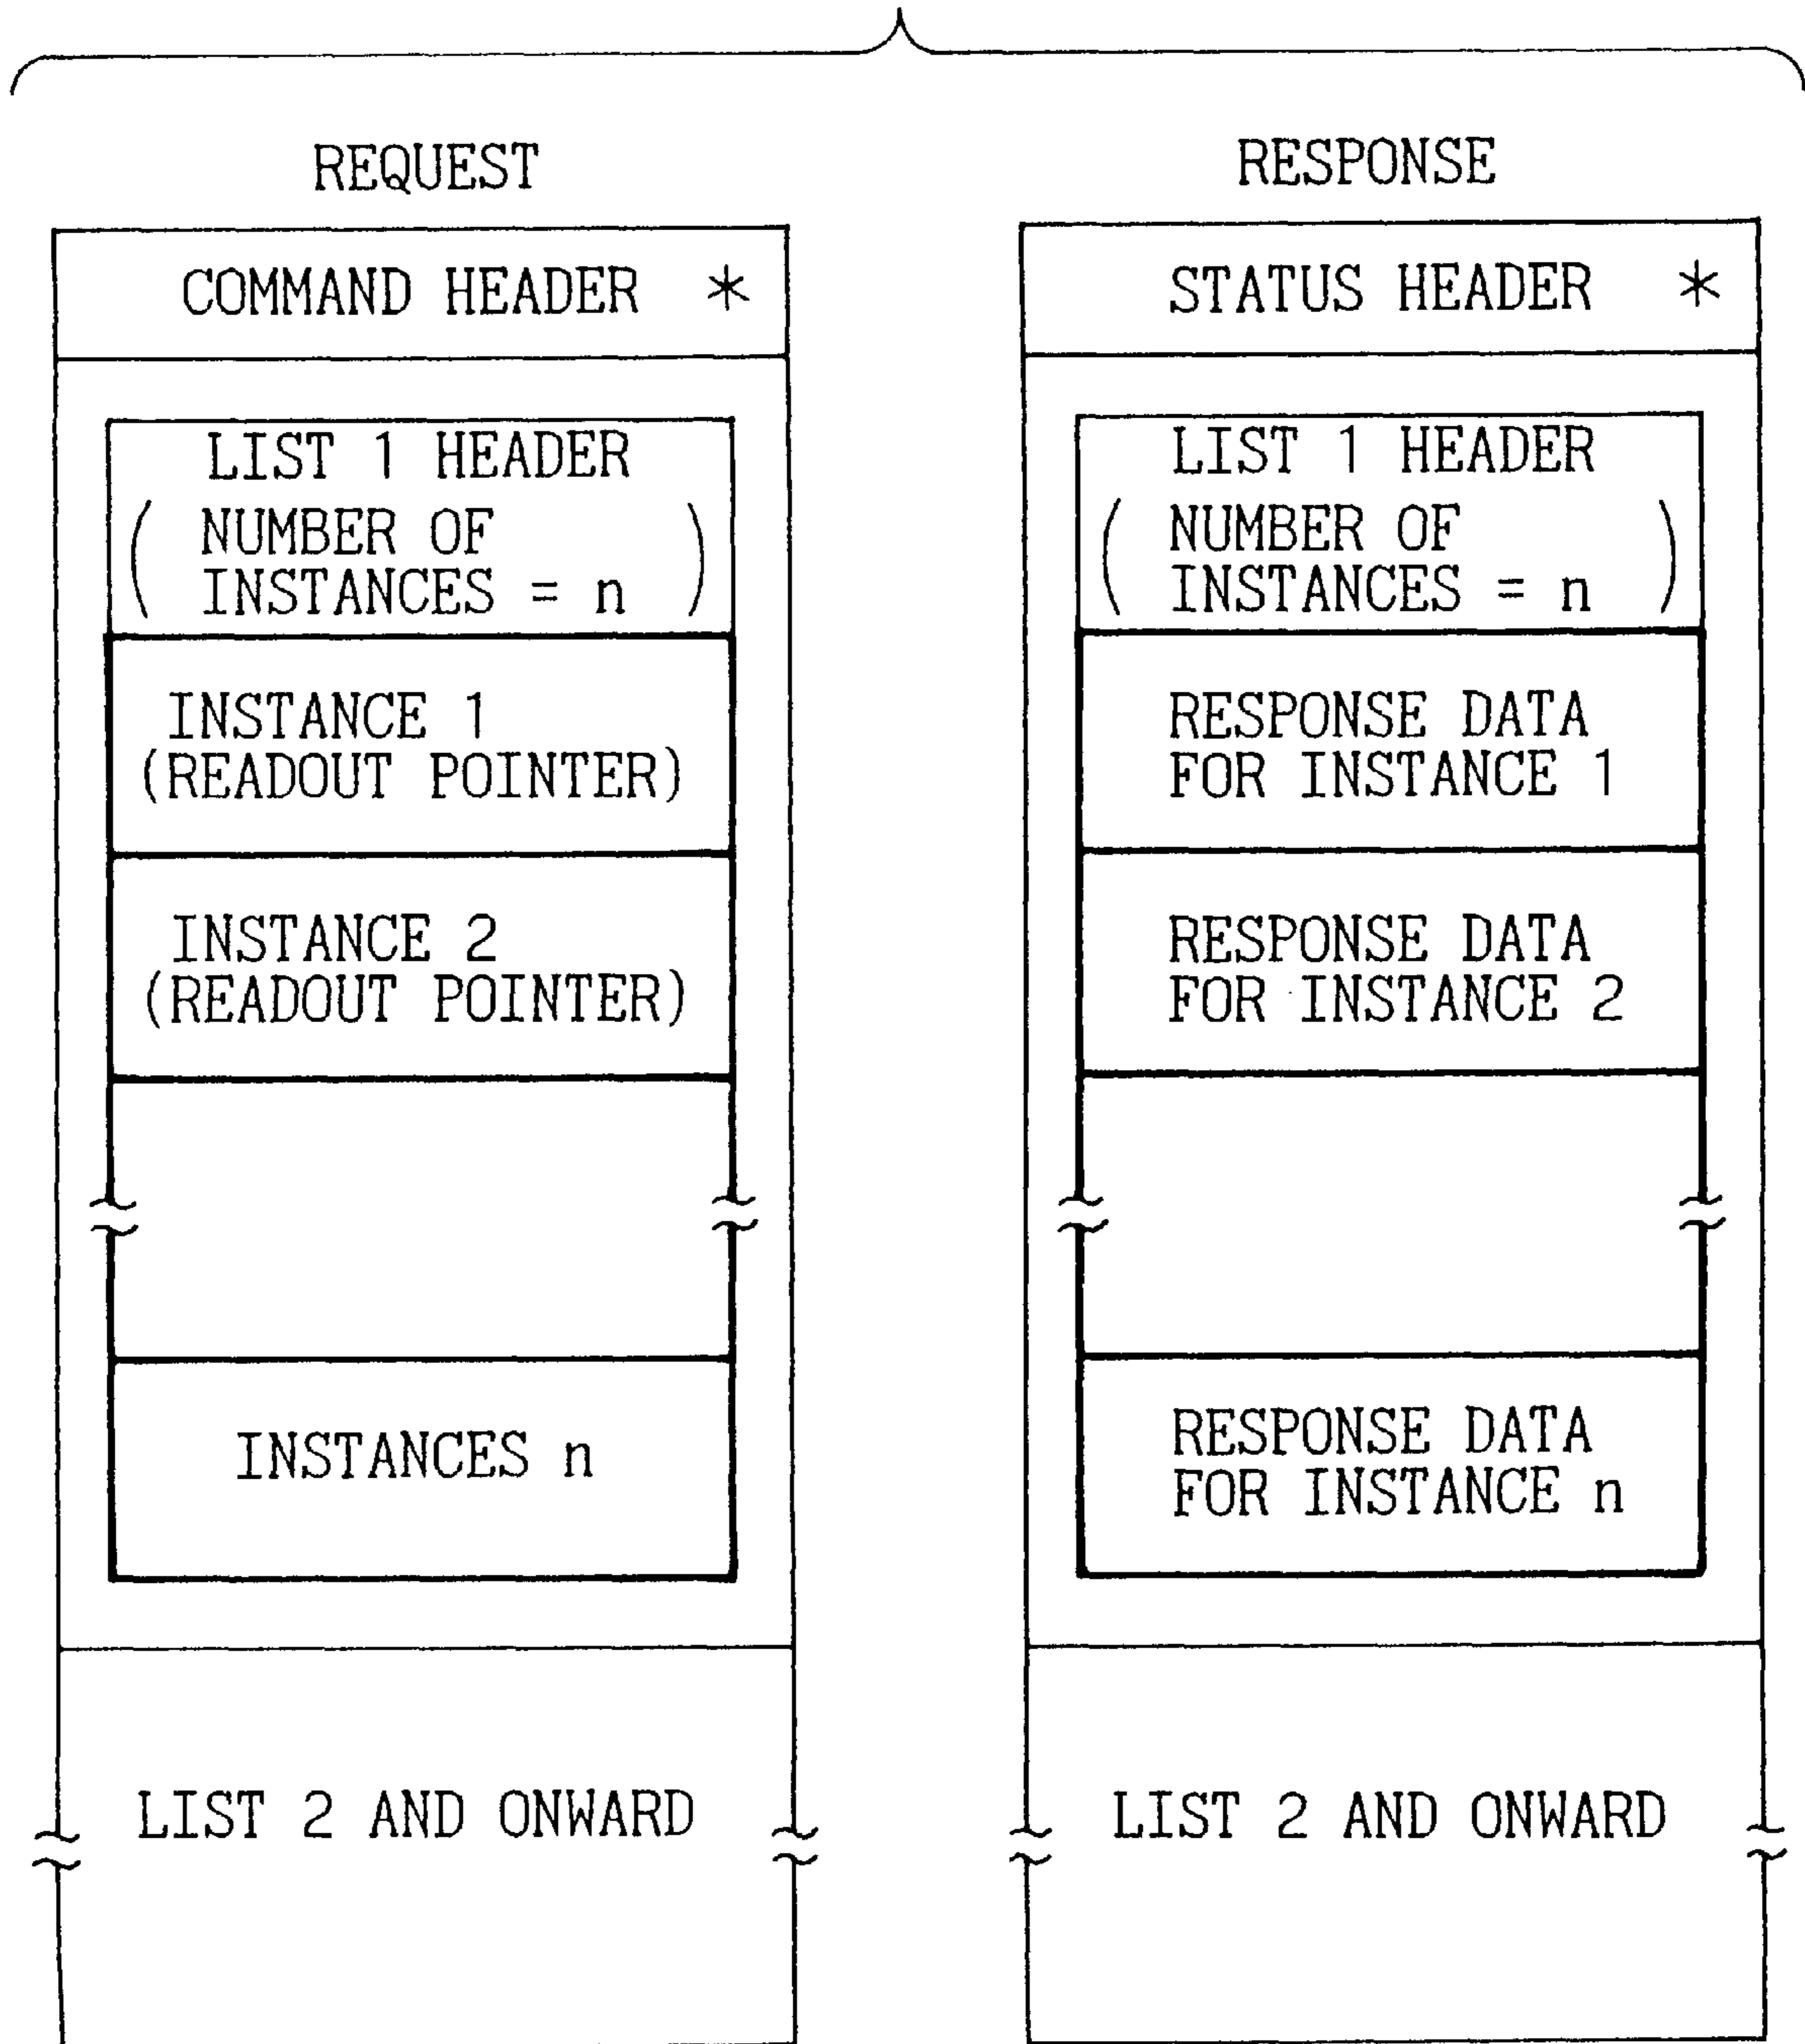 REQUEST
COMMAND HEADER *
LIST 1 HEADER
( NUMBER OF
INSTANCES = n )
INSTANCE 1
(READOUT POINTER)
INSTANCE 2
(READOUT POINTER)
INSTANCES n
LIST 2 AND ONWARD
RESPONSE
STATUS HEADER *
LIST 1 HEADER
( NUMBER OF
INSTANCES = n )
RESPONSE DATA
FOR INSTANCE 1
RESPONSE DATA
FOR INSTANCE 2
RESPONSE DATA
FOR INSTANCE n
LIST 2 AND ONWARD